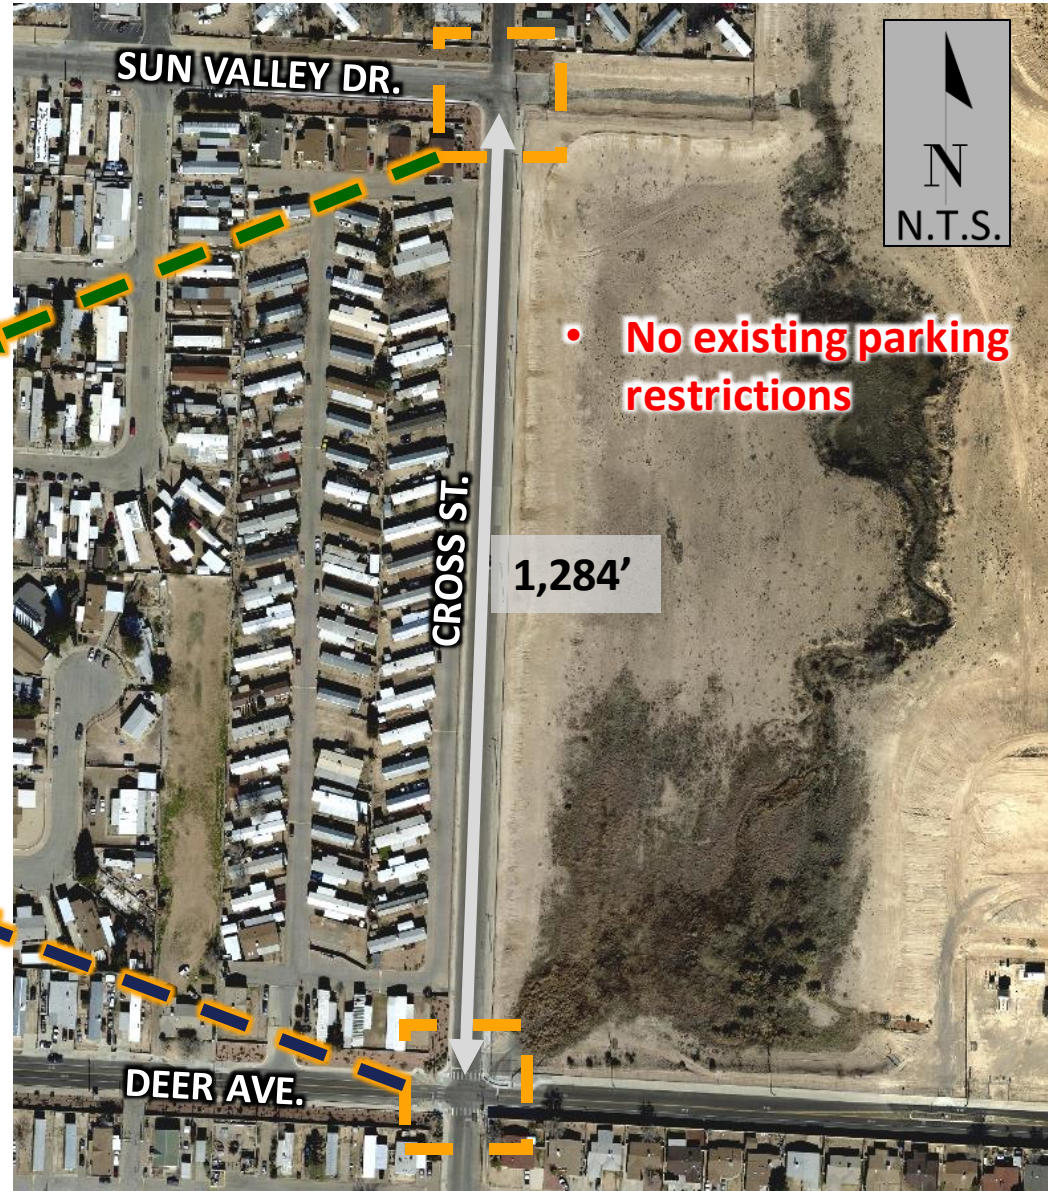 SUN VALLEY DR.
N
N.T.S.
• No existing parking
restrictions
CROSS ST.
1,284’
DEER AVE.